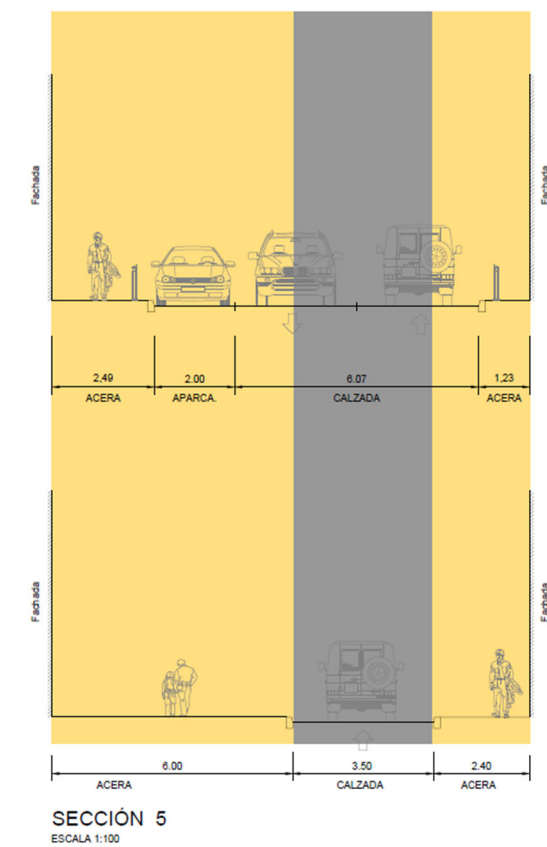 Fachada
Fachada
2,49 2.00 6.07 1,23
ACERA APARCA. CALZADA ACERA
Fachada
Fachada
6.00 3.50 2.40
ACERA CALZADA ACERA
SECCIÓN 5
ESCALA 1:100